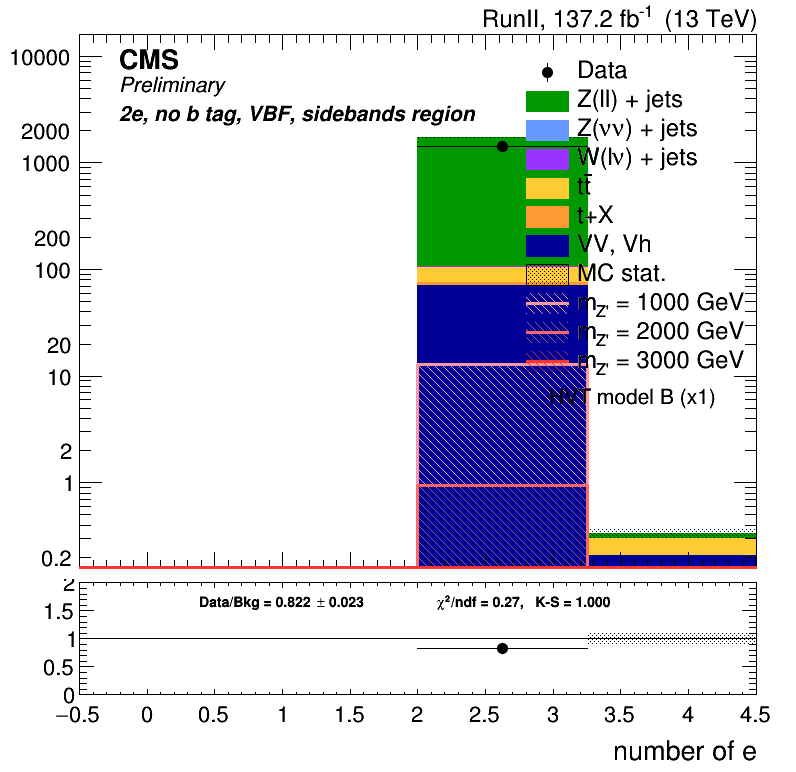 RunII, 137.2 fb⁻¹ (13 TeV)
CMS
Preliminary
2e, no b tag, VBF, sidebands region
Data
Z(ll) + jets
Z(νν) + jets
W(lν) + jets
tt̅
t+X
VV, Vh
MC stat.
m_Z' = 1000 GeV
m_Z' = 2000 GeV
m_Z' = 3000 GeV
HVT model B (x1)
10000
2000
1000
200
100
20
10
2
1
0.2
Data/Bkg = 0.822 ± 0.023 χ²/ndf = 0.27, K-S = 1.000
2
1.5
1
0.5
0
−0.5 0 0.5 1 1.5 2 2.5 3 3.5 4 4.5
number of e